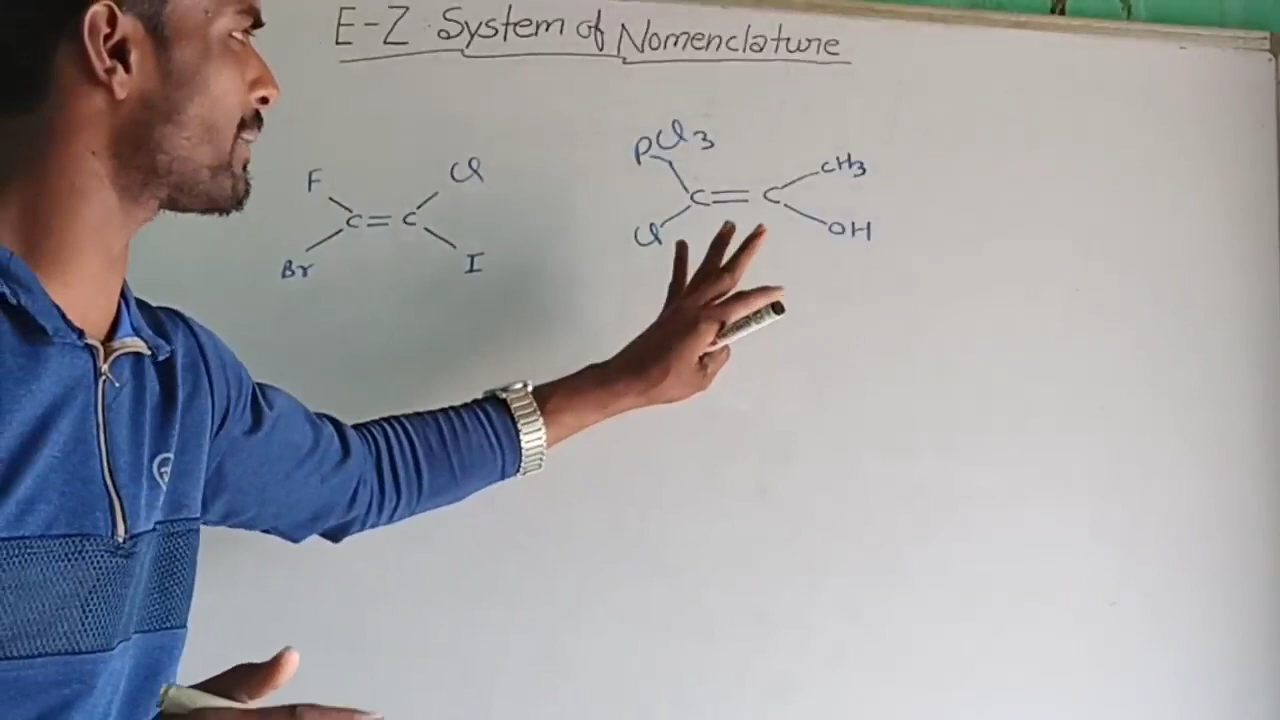 E-Z System of Nomenclature
F Cl
C=C
Br I
PCl3 CH3
C=C
Cl OH